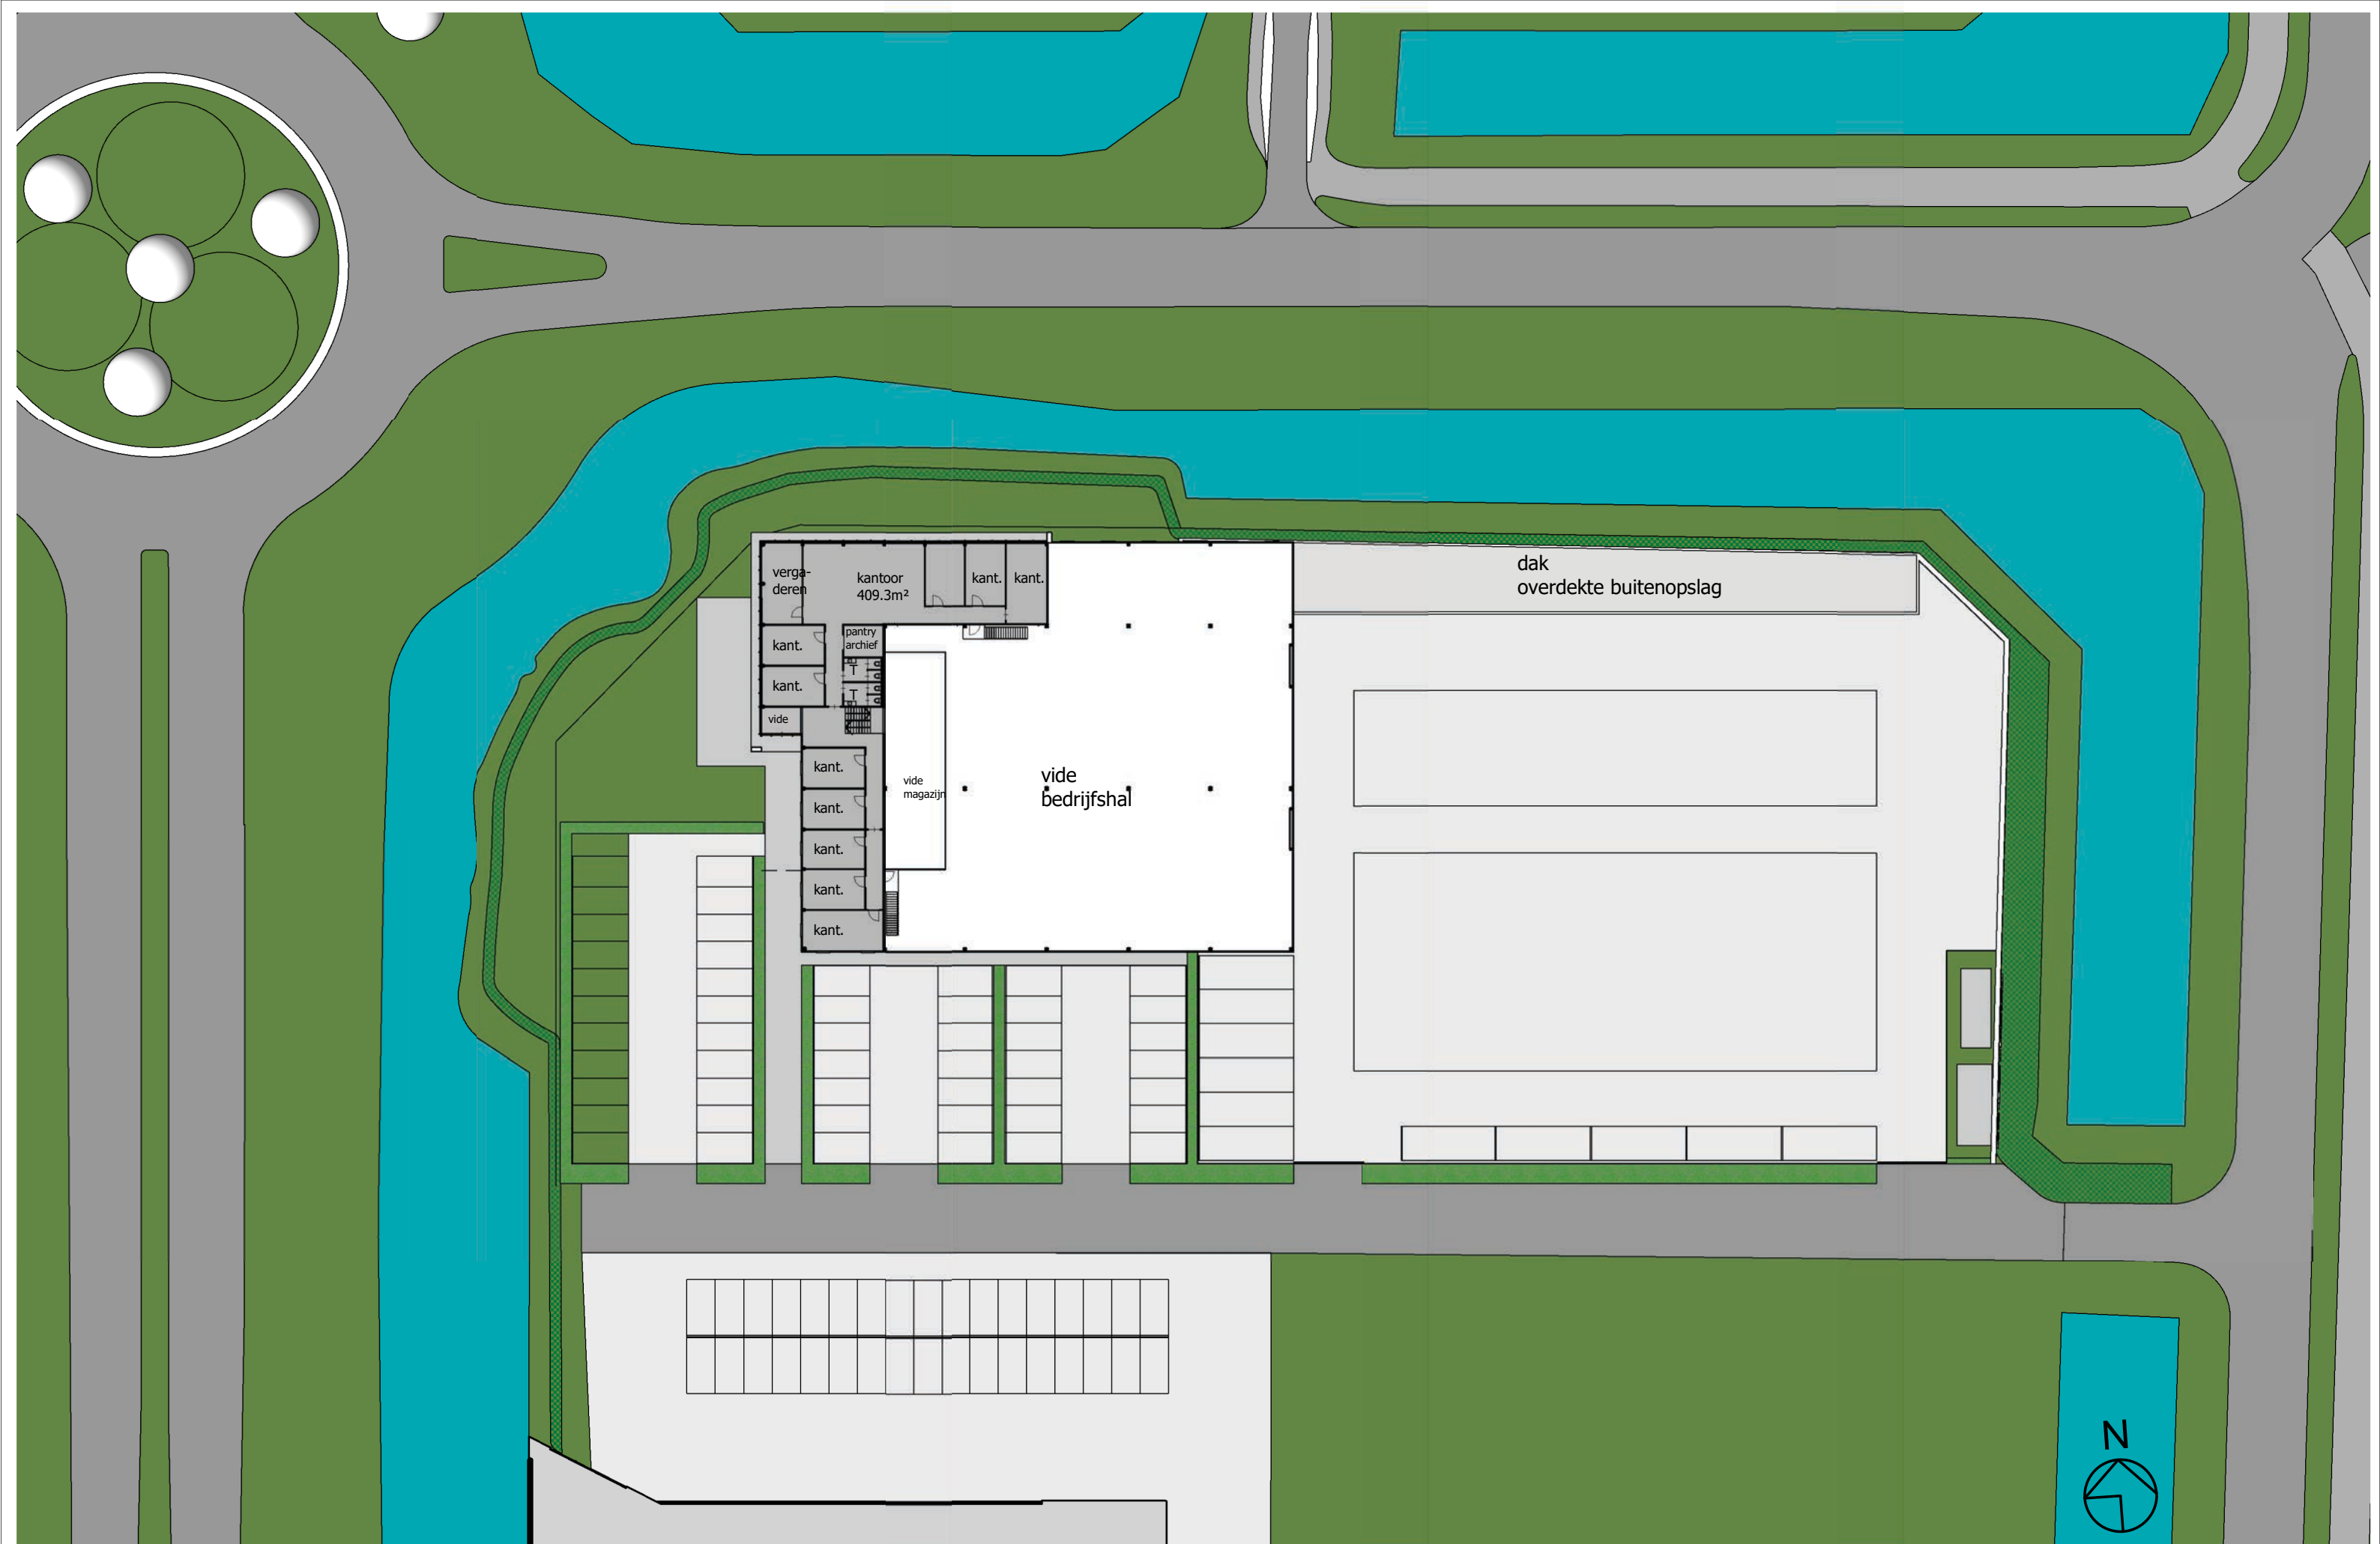 dak
overdekte buitenopslag
verga-
deren
kantoor
409.3m²
kant.
kant.
pantry
archief
kant.
T
kant.
T
vide
kant.
vide
magazijn
vide
bedrijfshal
kant.
kant.
kant.
kant.
N